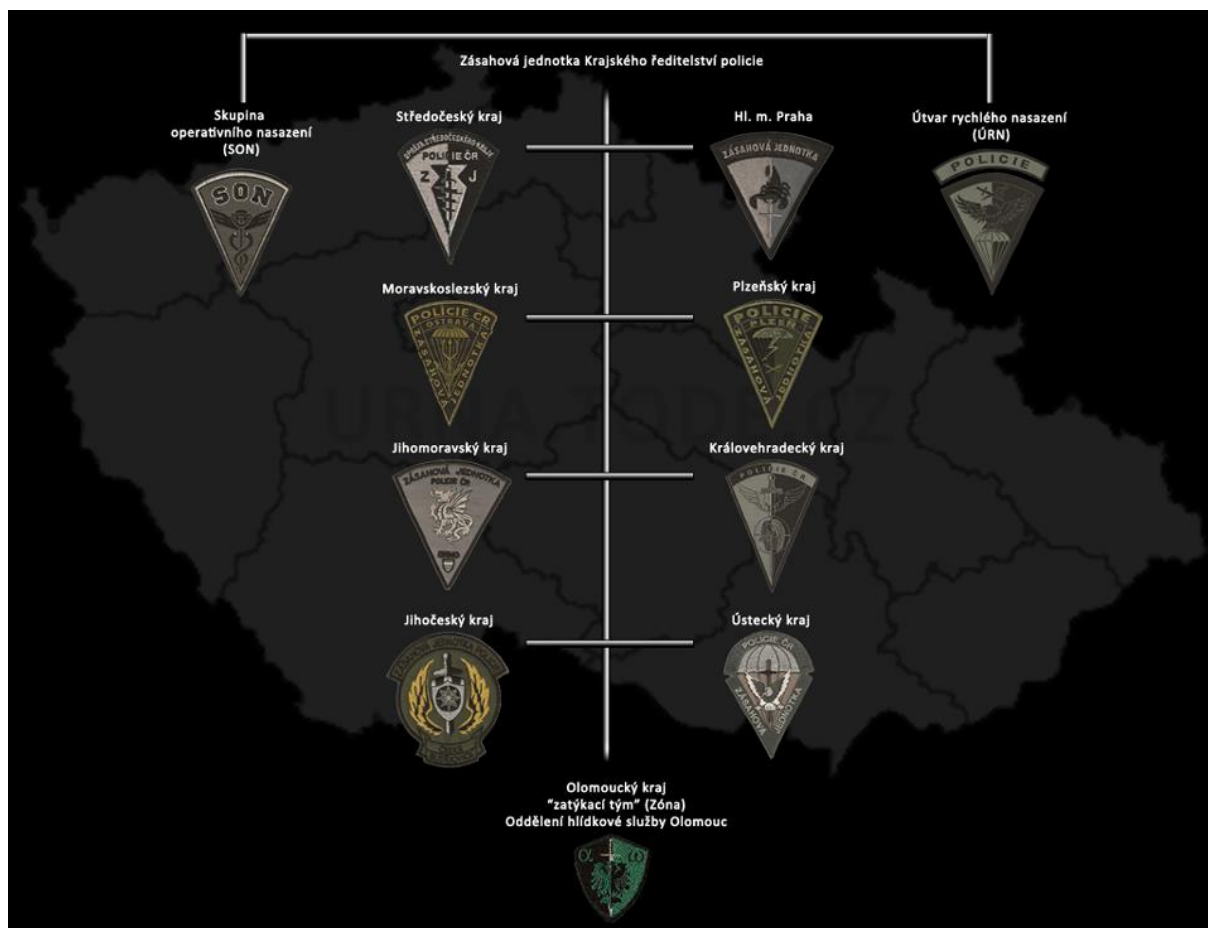 Zásahová jednotka Krajského ředitelství policie
Skupina
operativního nasazení
(SON)
SON
Středočeský kraj
POLICIE ČR
Z J
Hl. m. Praha
ZÁSAHOVÁ JEDNOTKA
Útvar rychlého nasazení
(ÚRN)
POLICIE
Moravskoslezský kraj
POLICIE ČR
OSTRAVA
ZÁSAHOVÁ JEDNOTKA
Plzeňský kraj
POLICIE
PLZEŇ
ZÁSAHOVÁ JEDNOTKA
Jihomoravský kraj
ZÁSAHOVÁ JEDNOTKA
POLICIE ČR
BRNO
Královehradecký kraj
POLICIE ČR
Jihočeský kraj
ZÁSAHOVÁ JEDNOTKA POLICIE
Ústecký kraj
POLICIE ČR
ZÁSAHOVÁ JEDNOTKA
Olomoucký kraj
“zatýkací tým” (Zóna)
Oddělení hlídkové služby Olomouc
α ω